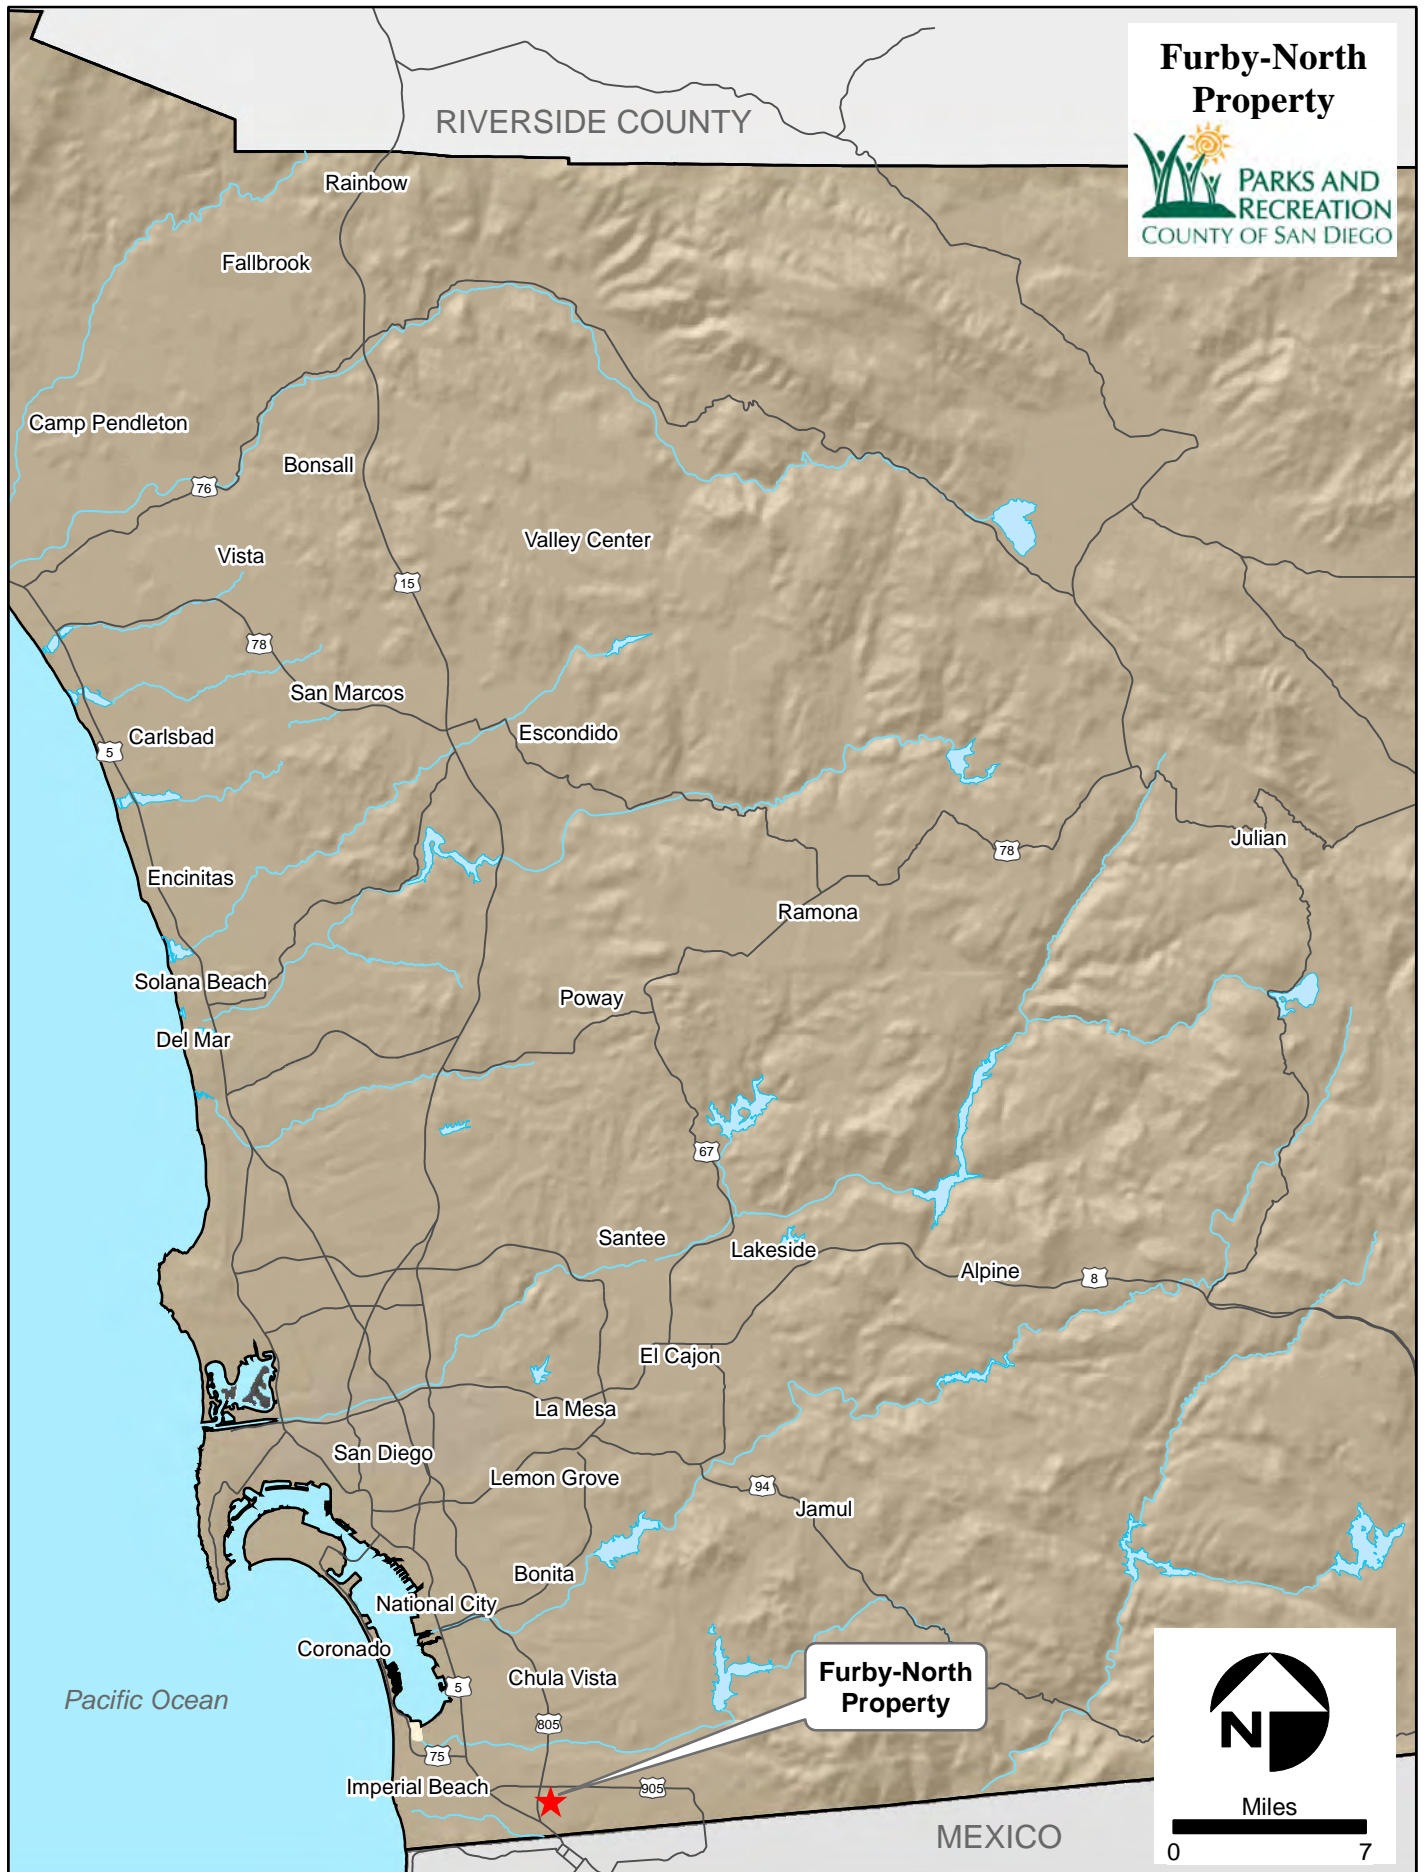 Furby-North
Property
PARKS AND
RECREATION
COUNTY OF SAN DIEGO
RIVERSIDE COUNTY
Rainbow
Fallbrook
Camp Pendleton
Bonsall
76
Valley Center
Vista
15
78
San Marcos
Carlsbad
5
Escondido
Julian
78
Encinitas
Ramona
Solana Beach
Poway
Del Mar
67
Santee
Lakeside
Alpine
8
El Cajon
La Mesa
San Diego
Lemon Grove
94
Jamul
Bonita
National City
Coronado
Chula Vista
5
Furby-North
Property
Pacific Ocean
805
75
Imperial Beach
905
MEXICO
N
Miles
0 7